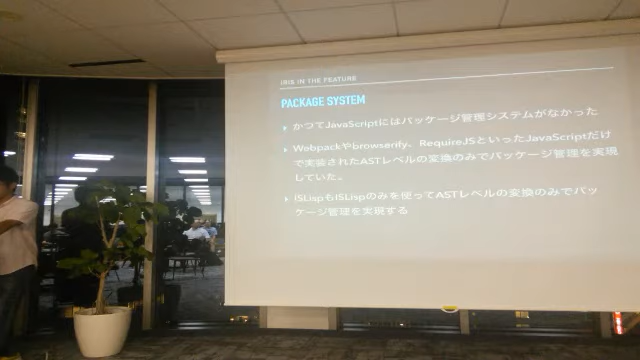 IRIS IN THE FEATURE
PACKAGE SYSTEM
かつてJavaScriptにはパッケージ管理システムがなかった
Webpackやbrowserify、RequireJSといったJavaScriptだけ
で実装されたASTレベルの変換のみでパッケージ管理を実現
していた。
ISLispもISLispのみを使ってASTレベルの変換のみでパッ
ケージ管理を実現する